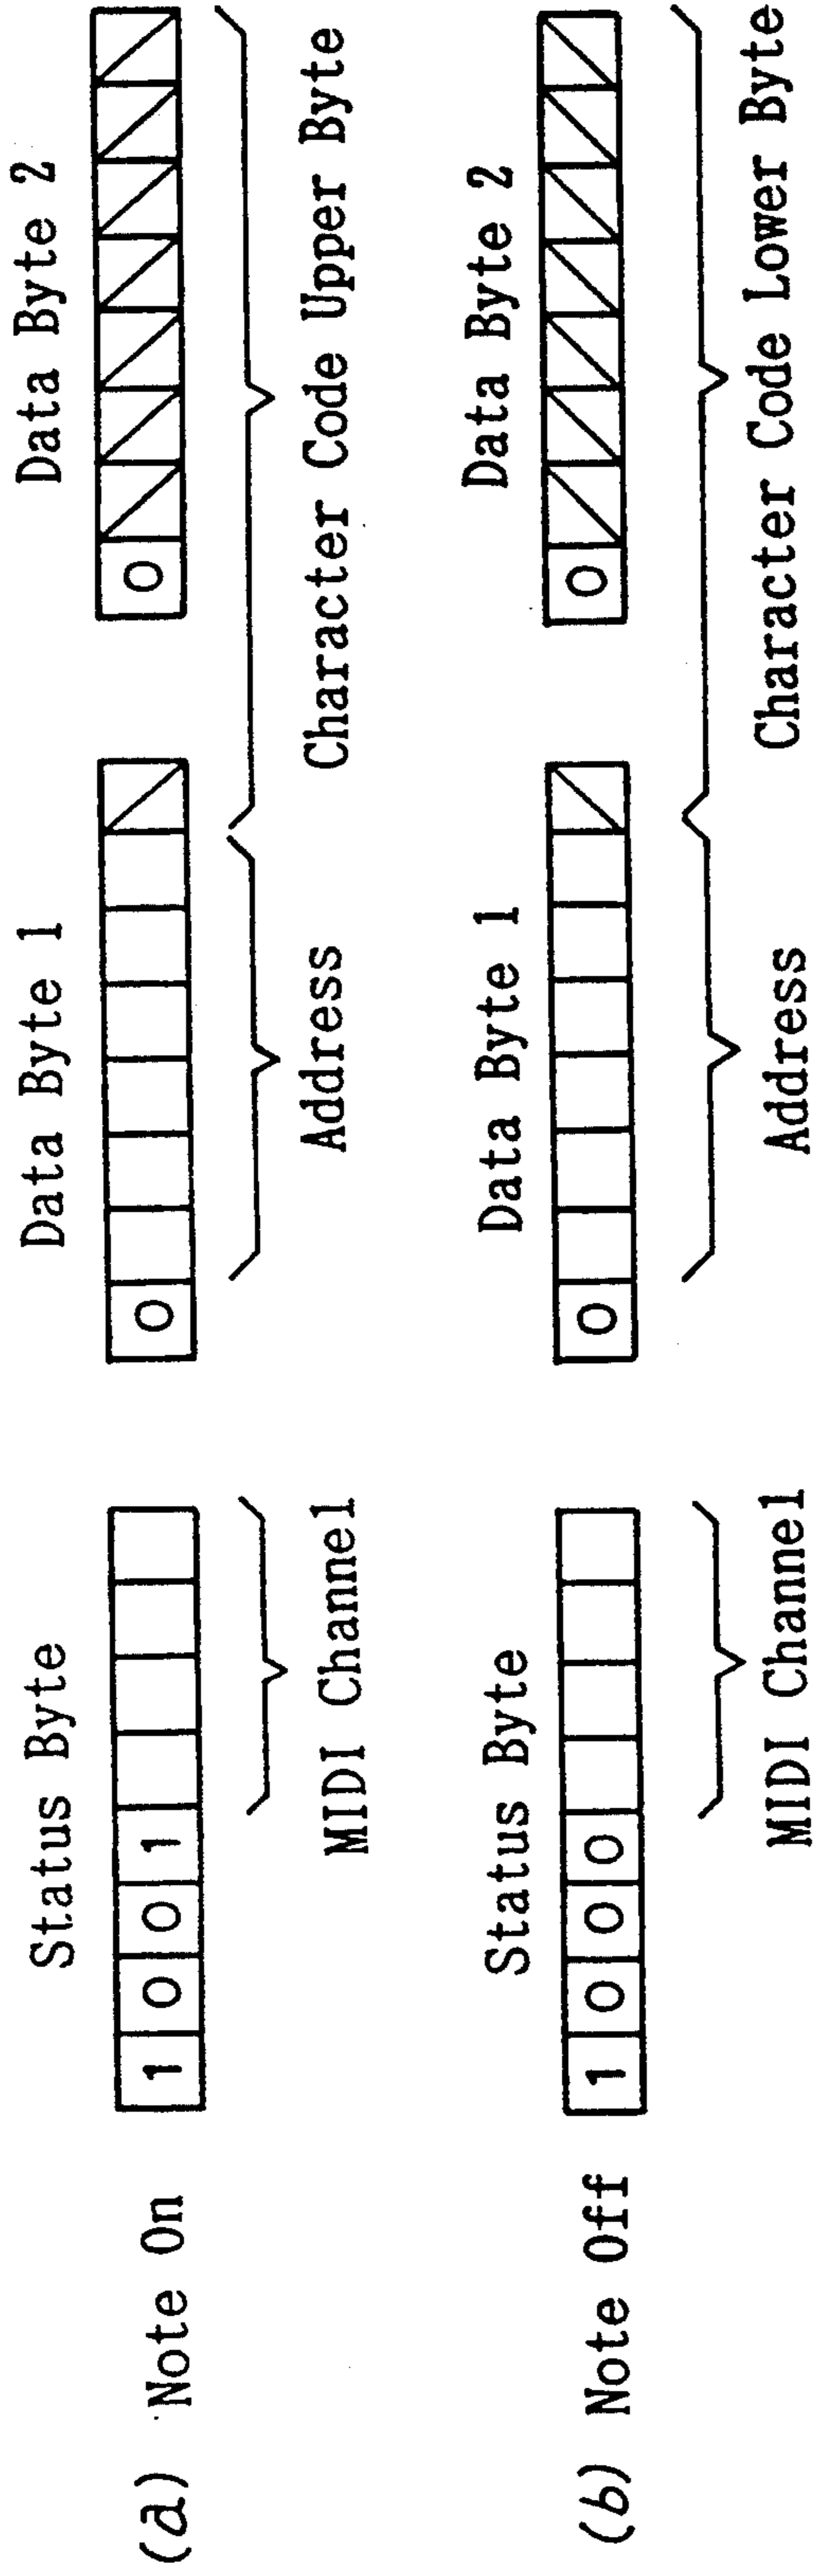 (a) Note On
Status Byte Data Byte 1 Data Byte 2
1 0 0 1 0 0
MIDI Channel Address Character Code Upper Byte
(b) Note Off
Status Byte Data Byte 1 Data Byte 2
1 0 0 0 0 0
MIDI Channel Address Character Code Lower Byte